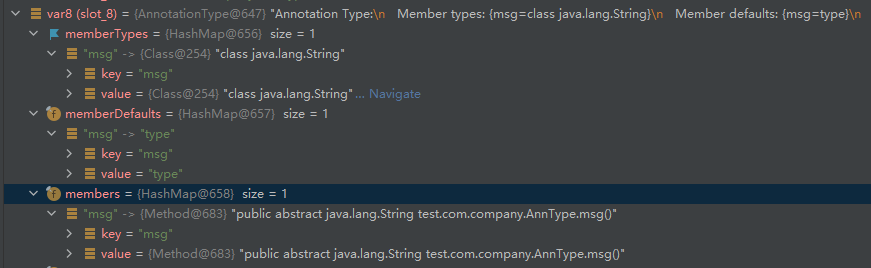 var8 (slot_8) = {AnnotationType@647} "Annotation Type:\n   Member types: {msg=class java.lang.String}\n   Member defaults: {msg=type}\n
memberTypes = {HashMap@656}  size = 1
"msg" -> {Class@254} "class java.lang.String"
key = "msg"
value = {Class@254} "class java.lang.String" ... Navigate
f memberDefaults = {HashMap@657}  size = 1
"msg" -> "type"
key = "msg"
value = "type"
f members = {HashMap@658}  size = 1
"msg" -> {Method@683} "public abstract java.lang.String test.com.company.AnnType.msg()"
key = "msg"
value = {Method@683} "public abstract java.lang.String test.com.company.AnnType.msg()"